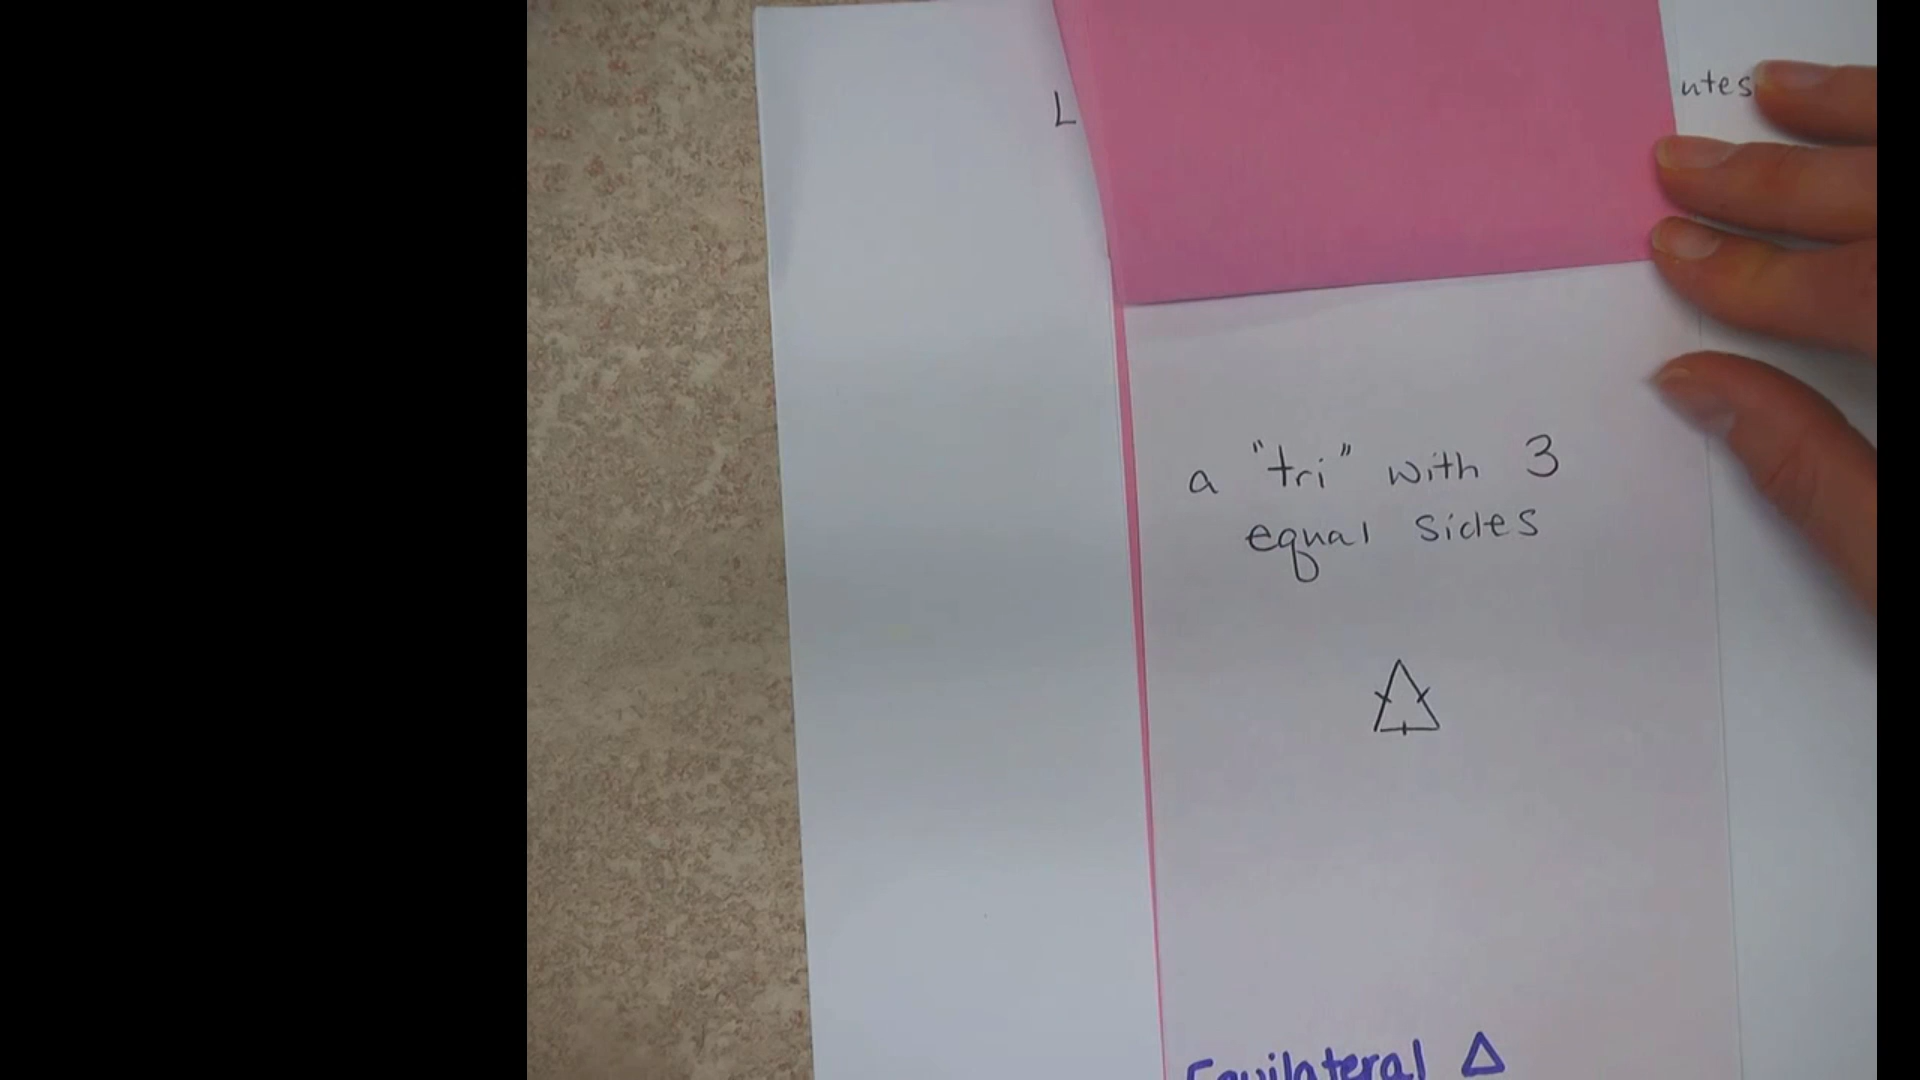 L
utes
a "tri" with 3
equal sides
Equilateral Δ